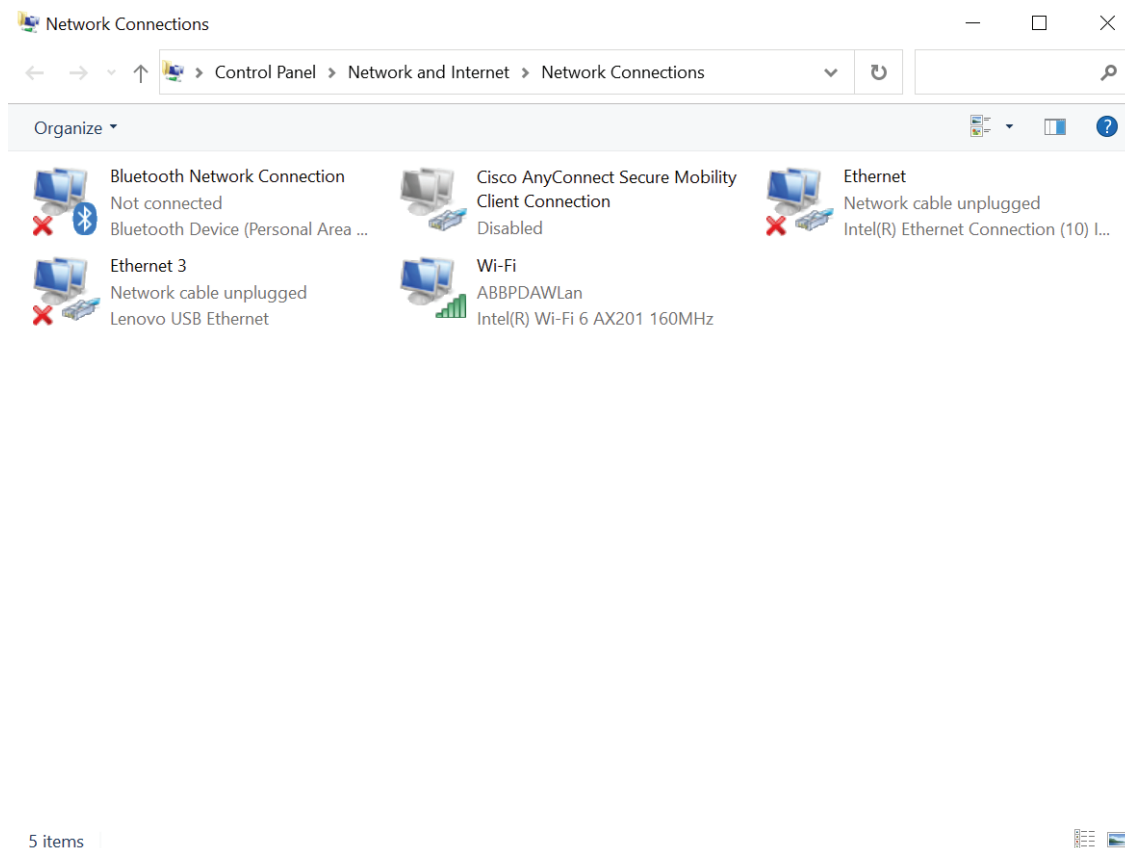 Network Connections
Control Panel > Network and Internet > Network Connections
Organize
Bluetooth Network Connection
Not connected
Bluetooth Device (Personal Area ...
Cisco AnyConnect Secure Mobility
Client Connection
Disabled
Ethernet
Network cable unplugged
Intel(R) Ethernet Connection (10) I...
Ethernet 3
Network cable unplugged
Lenovo USB Ethernet
Wi-Fi
ABBPDAWLan
Intel(R) Wi-Fi 6 AX201 160MHz
5 items